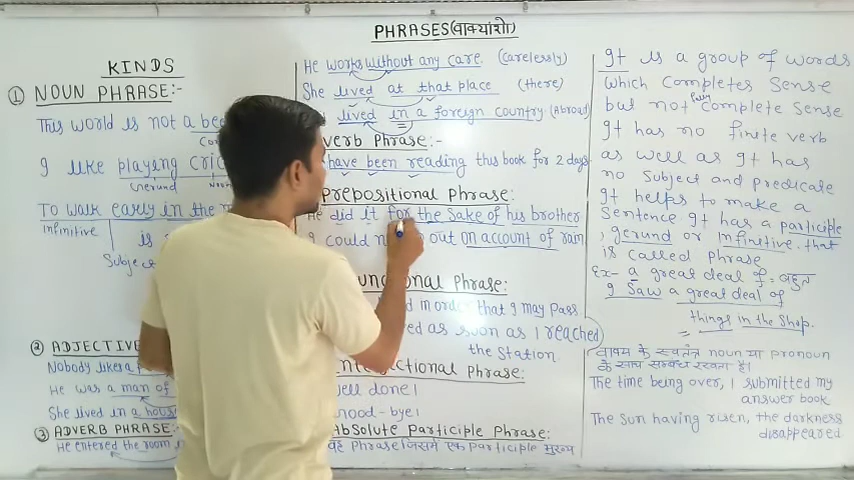 PHRASES(वाक्यांशो)
KINDS
① NOUN PHRASE:-
This world is not a be
I like playing cric
Gerund Noun
To walk early in the m
Infinitive
is
Subject
② ADJECTIVE
Nobody likes a
He was a man of
She lived in a hous
③ ADVERB PHRASE:-
He entered the room
He works without any care. (carelessly)
She lived at that place (there)
lived in a foreign country (Abroad)
verb Phrase:-
have been reading this book for 2 days
Prepositional Phrase:
He did it for the Sake of his brother
I could n out on account of rain
nctional Phrase:
d in order that I may pass
ed as soon as I reached
the Station.
ectional Phrase:
ell done!
ood-bye!
Absolute Participle Phrase:
वह Phrase जिसमें एक Participle मुख्य
It is a group of words
which Completes Sense
but not full Complete Sense
It has no finite verb
as well as It has
no Subject and predicate
It helps to make a
Sentence It has a participle
, gerund or Infinitive. that
is called Phrase
Ex- a great deal of = बहुत
I Saw a great deal of
things in the Shop.
वाक्य के स्वतंत्र noun या pronoun
के साथ सम्बंध रखता है।
The time being over, I submitted my
answer book
The Sun having risen, the darkness
disappeared